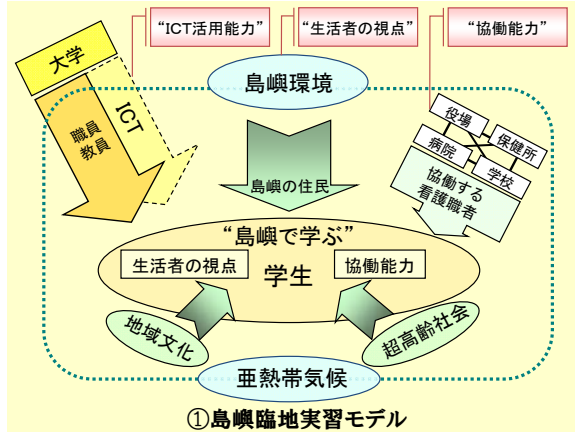 “ICT活用能力”
“生活者の視点”
“協働能力”
大学
島嶼環境
ICT
職員
教員
役場
保健所
病院
学校
島嶼の住民
協働する
看護職者
“島嶼で学ぶ”
生活者の視点
学生
協働能力
地域文化
超高齢社会
亜熱帯気候
①島嶼臨地実習モデル